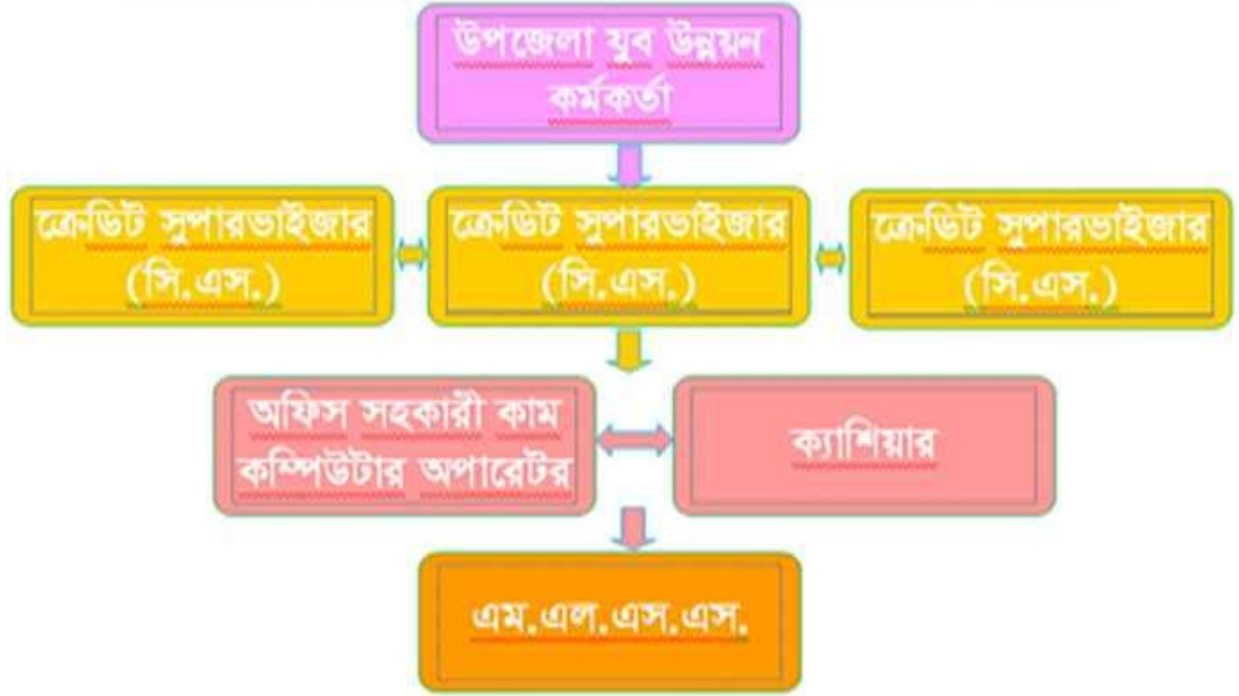 উপজেলা যুব উন্নয়ন
কর্মকর্তা
ক্রেডিট সুপারভাইজার
(সি.এস.)
ক্রেডিট সুপারভাইজার
(সি.এস.)
ক্রেডিট সুপারভাইজার
(সি.এস.)
অফিস সহকারী কাম
কম্পিউটার অপারেটর
ক্যাশিয়ার
এম.এল.এস.এস.